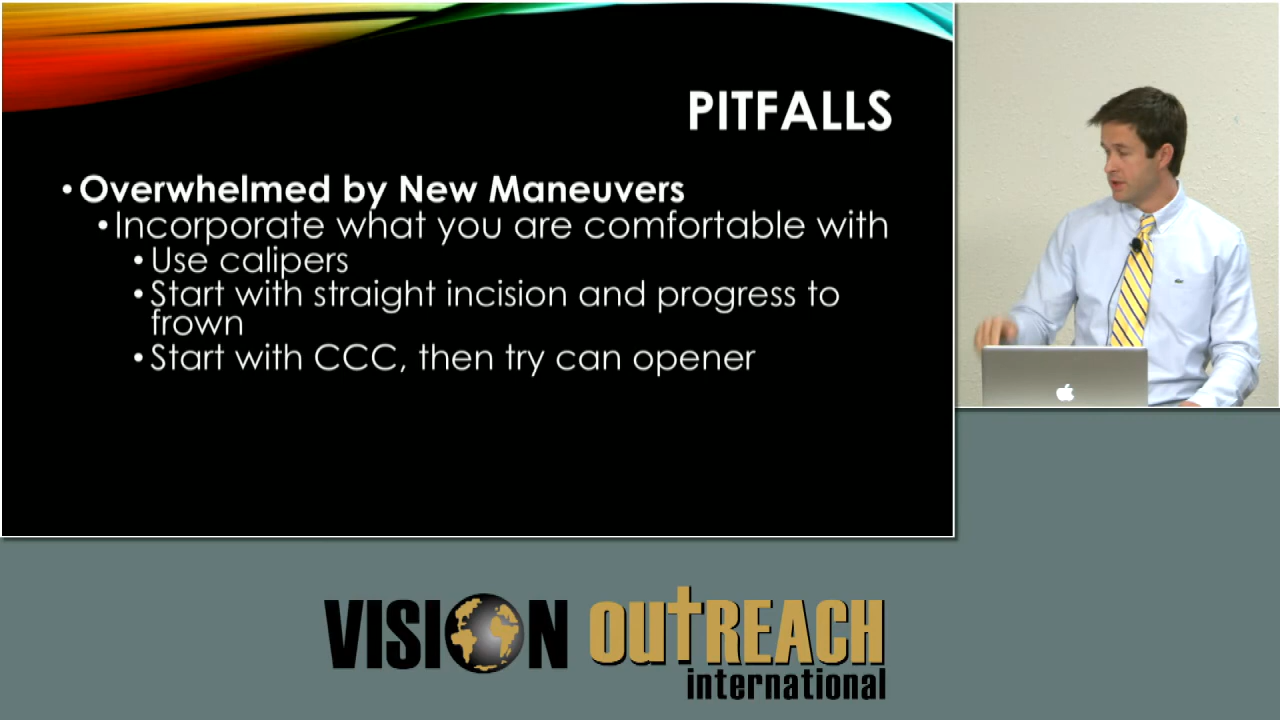 PITFALLS
• Overwhelmed by New Maneuvers
• Incorporate what you are comfortable with
• Use calipers
• Start with straight incision and progress to
frown
• Start with CCC, then try can opener
VISION OUTREACH
international